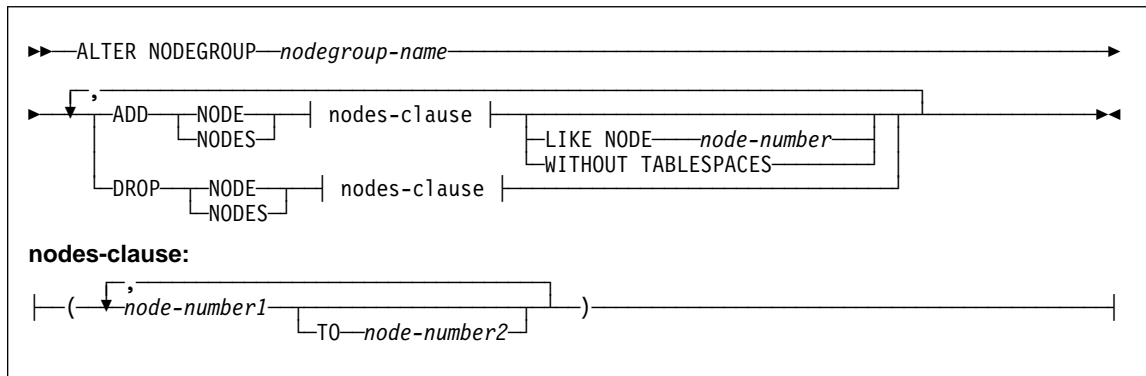 ALTER NODEGROUP nodegroup-name
,
ADD NODE nodes-clause
NODES LIKE NODE node-number
WITHOUT TABLESPACES
DROP NODE nodes-clause
NODES
nodes-clause:
,
( node-number1 )
TO node-number2